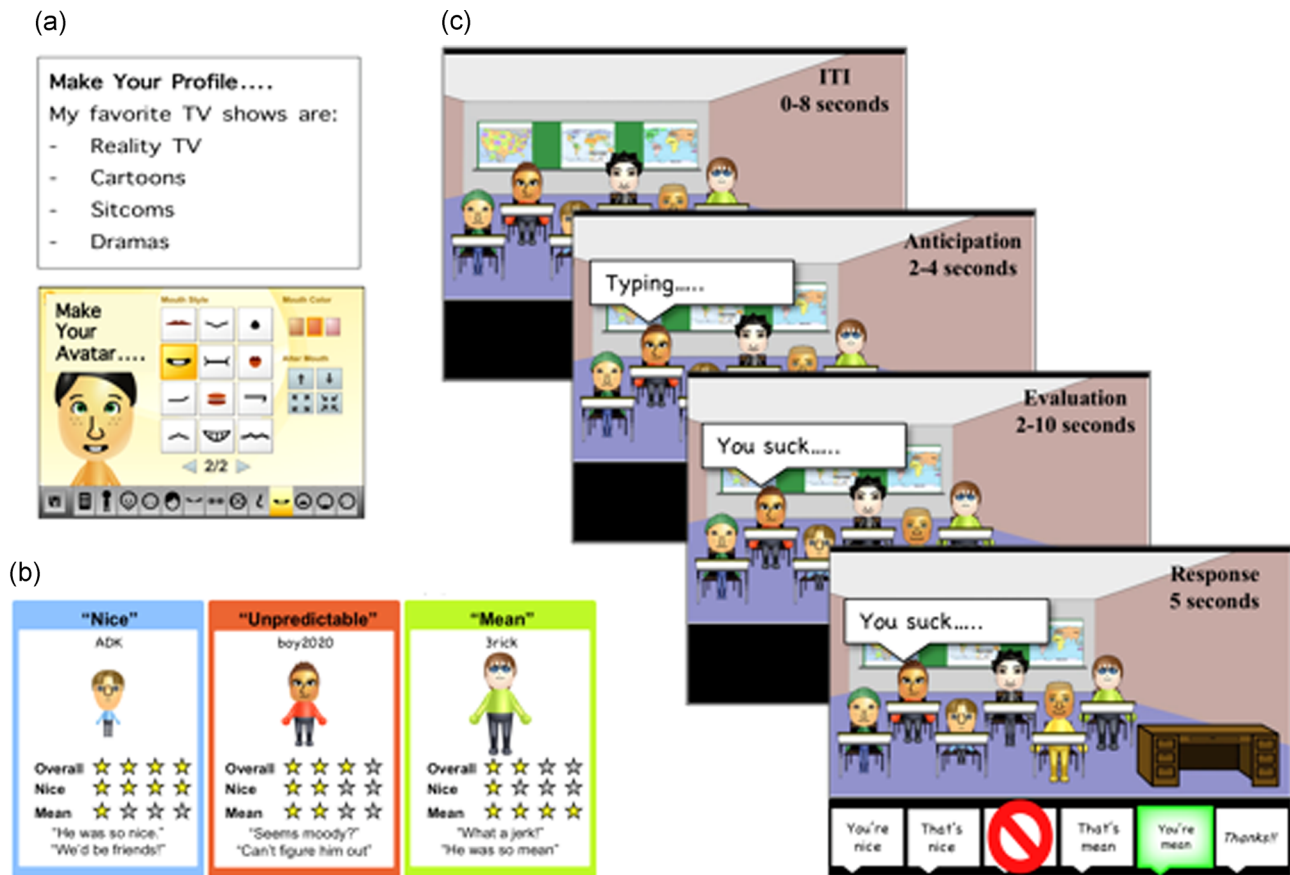 (a)
Make Your Profile....
My favorite TV shows are:
- Reality TV
- Cartoons
- Sitcoms
- Dramas
Make
Your
Avatar....
Mouth Style
Mouth Color
After Mouth
2/2
(b)
"Nice"
ADK
Overall
Nice
Mean
"He was so nice."
"We'd be friends!"
"Unpredictable"
boy2020
Overall
Nice
Mean
"Seems moody?"
"Can't figure him out"
"Mean"
3rick
Overall
Nice
Mean
"What a jerk!"
"He was so mean"
(c)
ITI
0-8 seconds
Anticipation
2-4 seconds
Typing.....
Evaluation
2-10 seconds
You suck.....
Response
5 seconds
You suck.....
You're
nice
That's
nice
That's
mean
You're
mean
Thanks!!